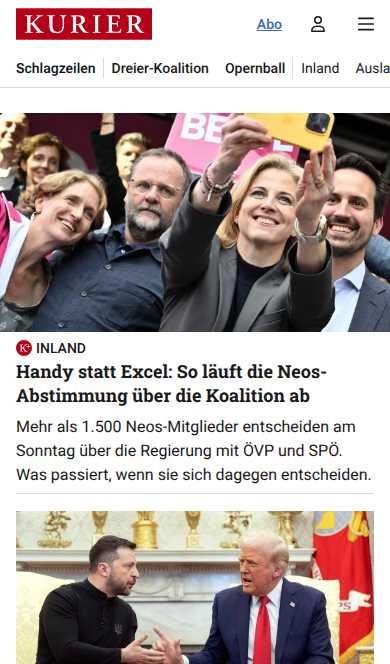 KURIER
Abo
Schlagzeilen Dreier-Koalition Opernball Inland Ausla
BE
K+ INLAND
Handy statt Excel: So läuft die Neos-
Abstimmung über die Koalition ab
Mehr als 1.500 Neos-Mitglieder entscheiden am
Sonntag über die Regierung mit ÖVP und SPÖ.
Was passiert, wenn sie sich dagegen entscheiden.